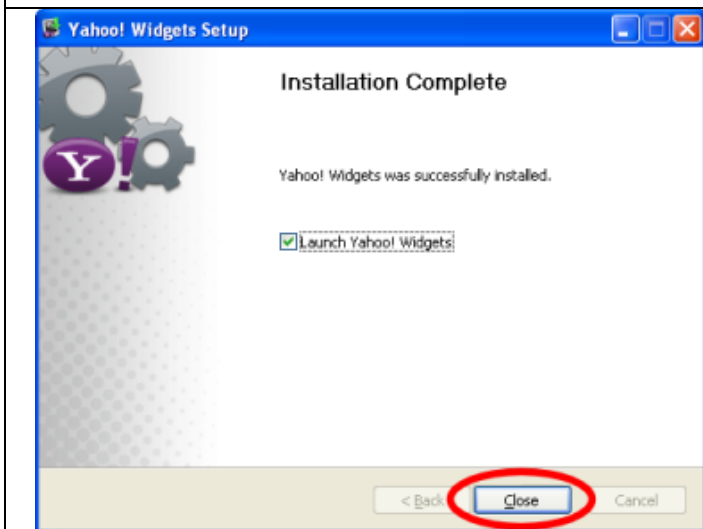 Yahoo! Widgets Setup
Installation Complete
Y!
Yahoo! Widgets was successfully installed.
Launch Yahoo! Widgets
< Back Close Cancel